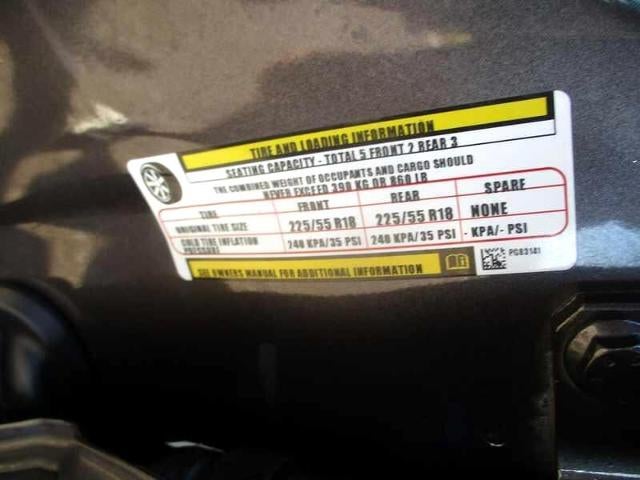 TIRE AND LOADING INFORMATION
SEATING CAPACITY - TOTAL 5 FRONT 2 REAR 3
THE COMBINED WEIGHT OF OCCUPANTS AND CARGO SHOULD
NEVER EXCEED 390 KG OR 860 LB
TIRE FRONT REAR SPARE
ORIGINAL TIRE SIZE 225/55 R18 225/55 R18 NONE
COLD TIRE INFLATION PRESSURE 240 KPA/35 PSI 240 KPA/35 PSI - KPA/- PSI
SEE OWNERS MANUAL FOR ADDITIONAL INFORMATION
PGB3141